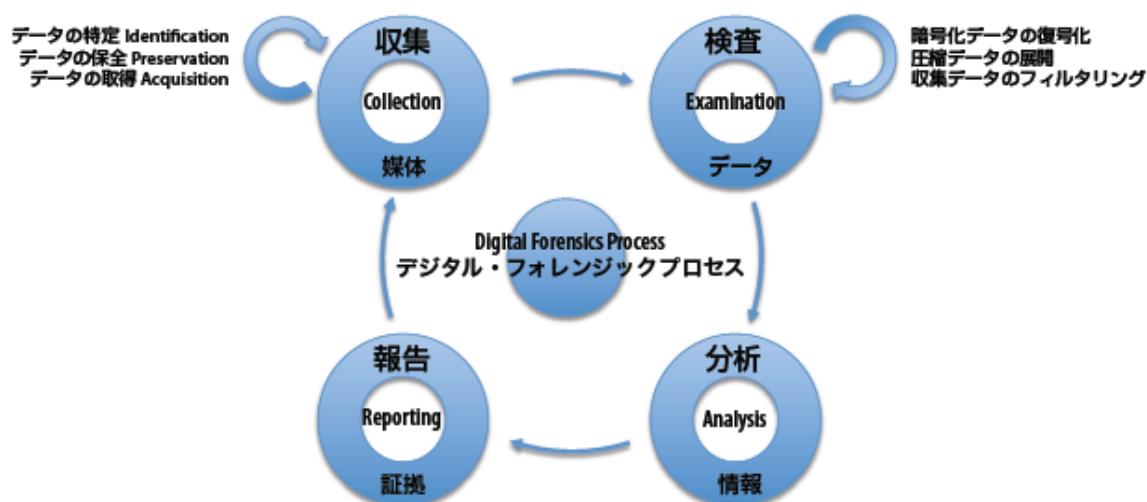 データの特定 Identification
データの保全 Preservation
データの取得 Acquisition
収集
Collection
媒体
検査
Examination
データ
暗号化データの復号化
圧縮データの展開
収集データのフィルタリング
Digital Forensics Process
デジタル・フォレンジックプロセス
報告
Reporting
証拠
分析
Analysis
情報